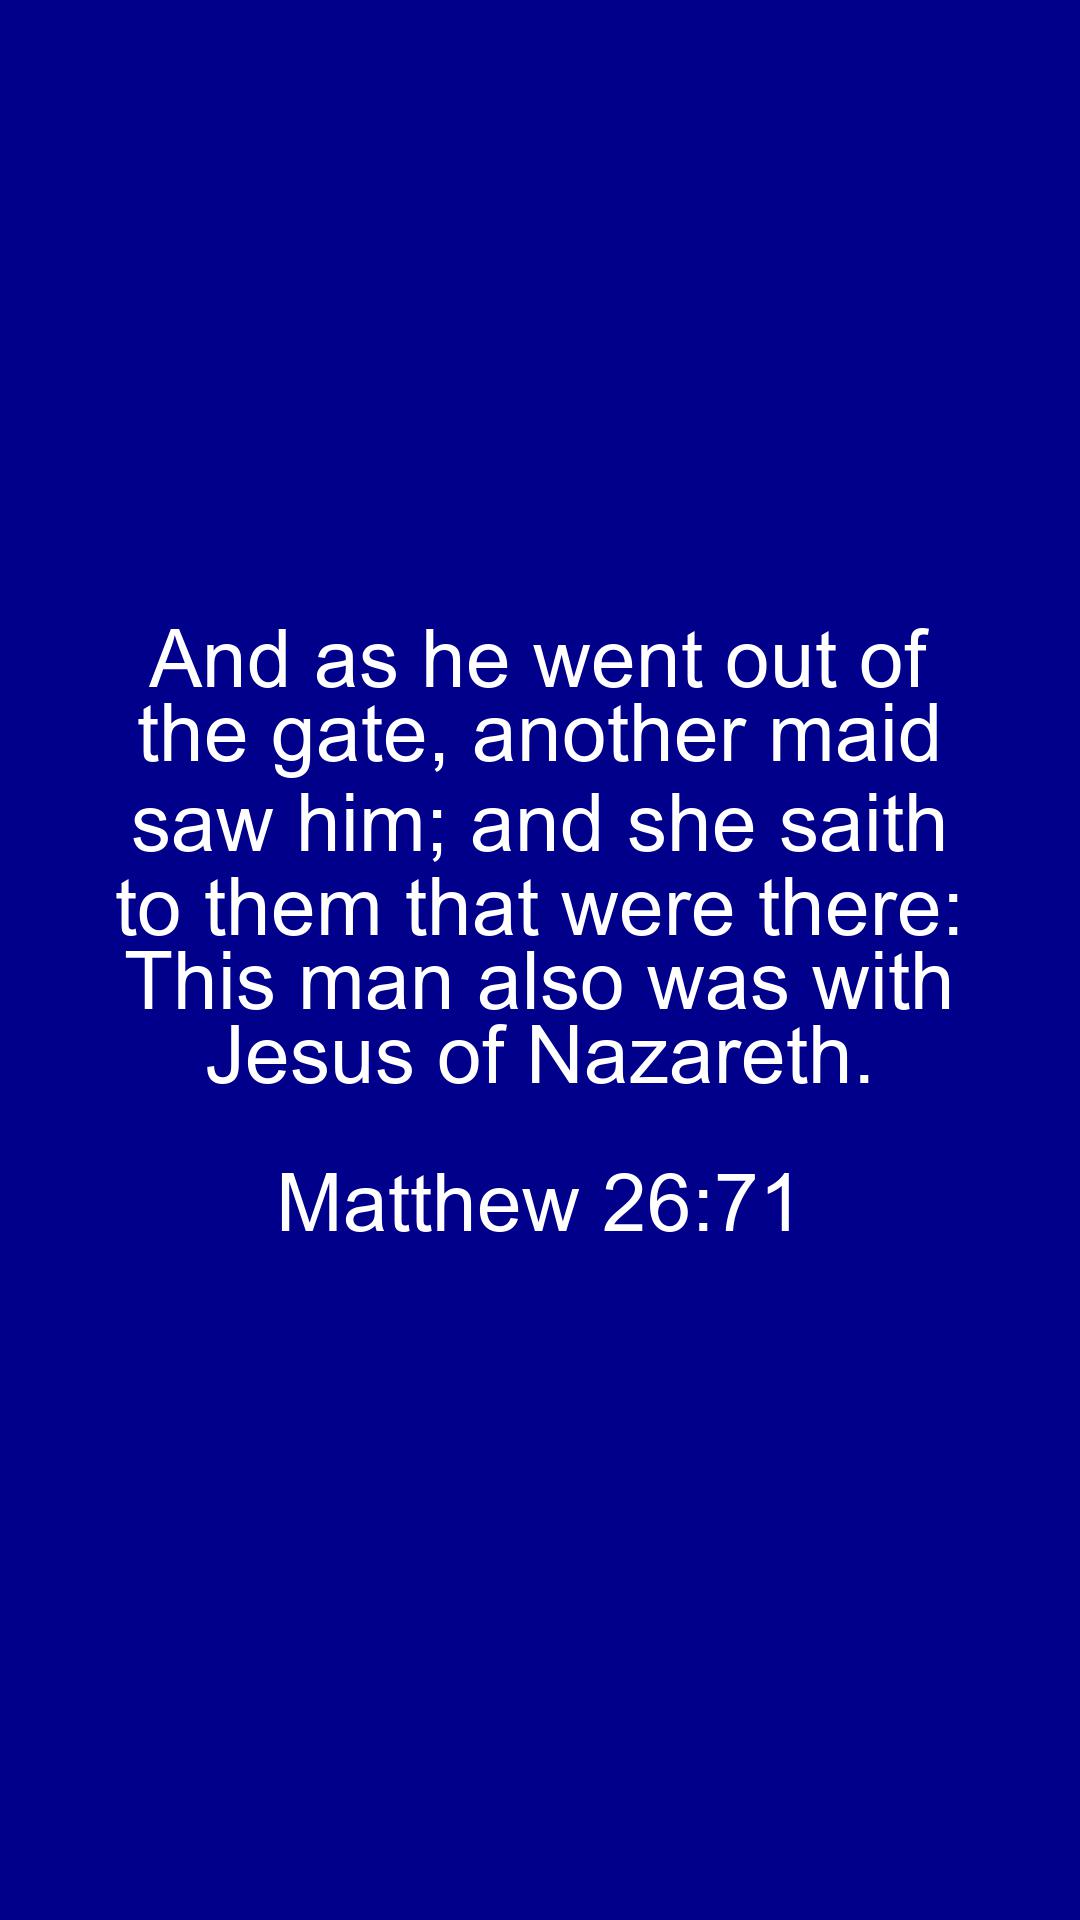 And as he went out of
the gate, another maid
saw him; and she saith
to them that were there:
This man also was with
Jesus of Nazareth.
Matthew 26:71